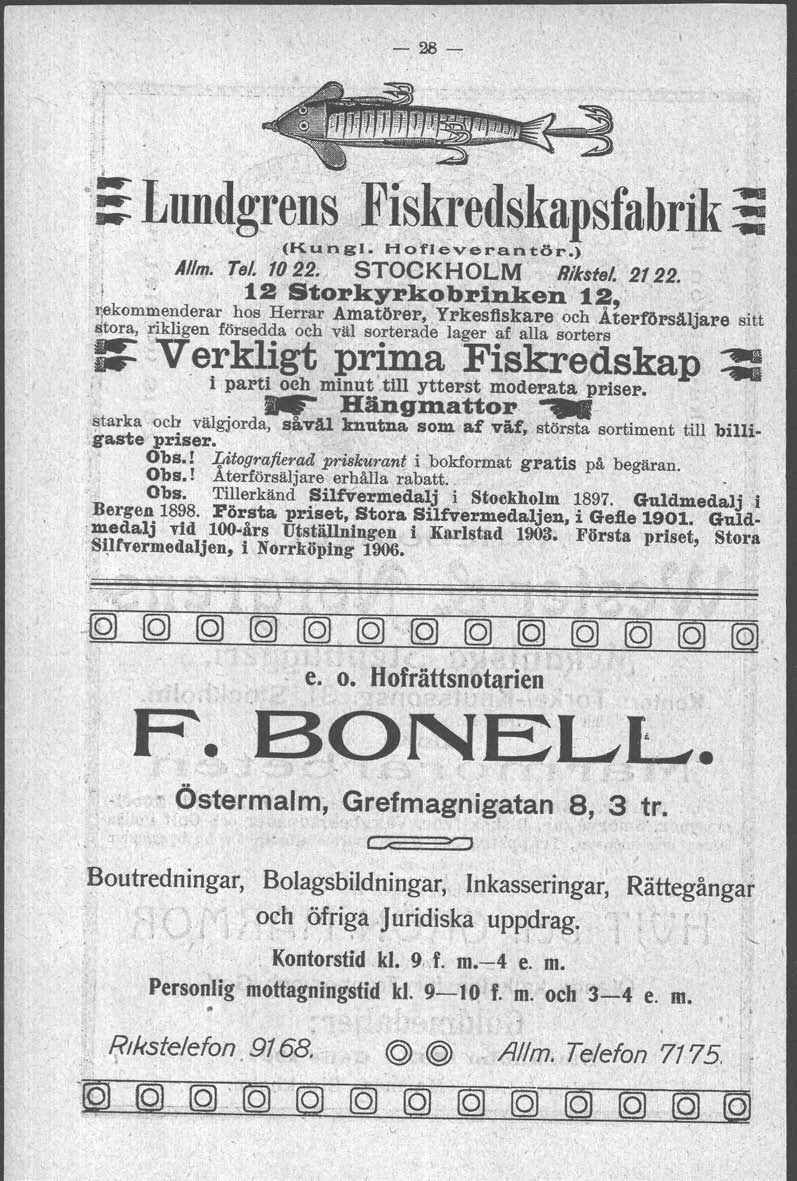 — 28 —
Lundgrens Fiskredskapsfabrik
(Kungl. Hofleverantör.)
Allm. Tel. 10 22. STOCKHOLM Rikstel. 21 22.
12 Storkyrkobrinken 12,
rekommenderar hos Herrar Amatörer, Yrkesfiskare och Återförsäljare sitt
stora, rikligen försedda och väl sorterade lager af alla sorters
Verkligt prima Fiskredskap
i parti och minut till ytterst moderata priser.
Hängmattor
starka och välgjorda, såväl knutna som af väf, största sortiment till billi-
gaste priser.
Obs.! Litografierad priskurant i bokformat gratis på begäran.
Obs.! Återförsäljare erhålla rabatt.
Obs. Tillerkänd Silfvermedalj i Stockholm 1897. Guldmedalj i
Bergen 1898. Första priset, Stora Silfvermedaljen, i Gefle 1901. Guld-
medalj vid 100-års Utställningen i Karlstad 1903. Första priset, Stora
Silfvermedaljen, i Norrköping 1906.
e. o. Hofrättsnotarien
F. BONELL.
Östermalm, Grefmagnigatan 8, 3 tr.
Boutredningar, Bolagsbildningar, Inkasseringar, Rättegångar
och öfriga Juridiska uppdrag.
Kontorstid kl. 9 f. m.—4 e. m.
Personlig mottagningstid kl. 9—10 f. m. och 3—4 e. m.
Rikstelefon 9168. Allm. Telefon 7175.